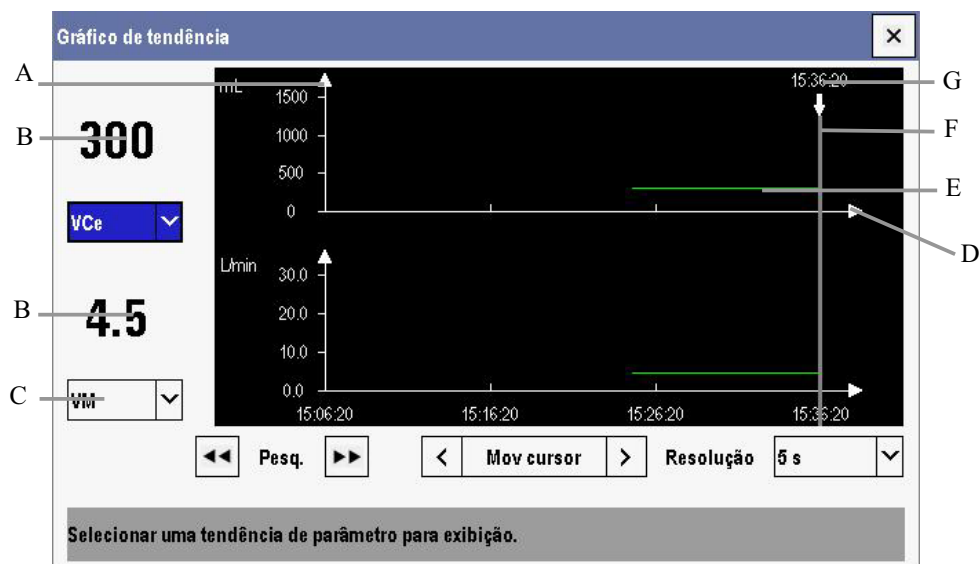 Gráfico de tendência
A
mL
15:36:20
G
1500
B
300
1000
F
500
E
VCe
0
D
L/min
30.0
B
4.5
20.0
10.0
C
VM
0.0
15:06:20 15:16:20 15:26:20 15:36:20
Pesq. Mov cursor Resolução 5 s
Selecionar uma tendência de parâmetro para exibição.